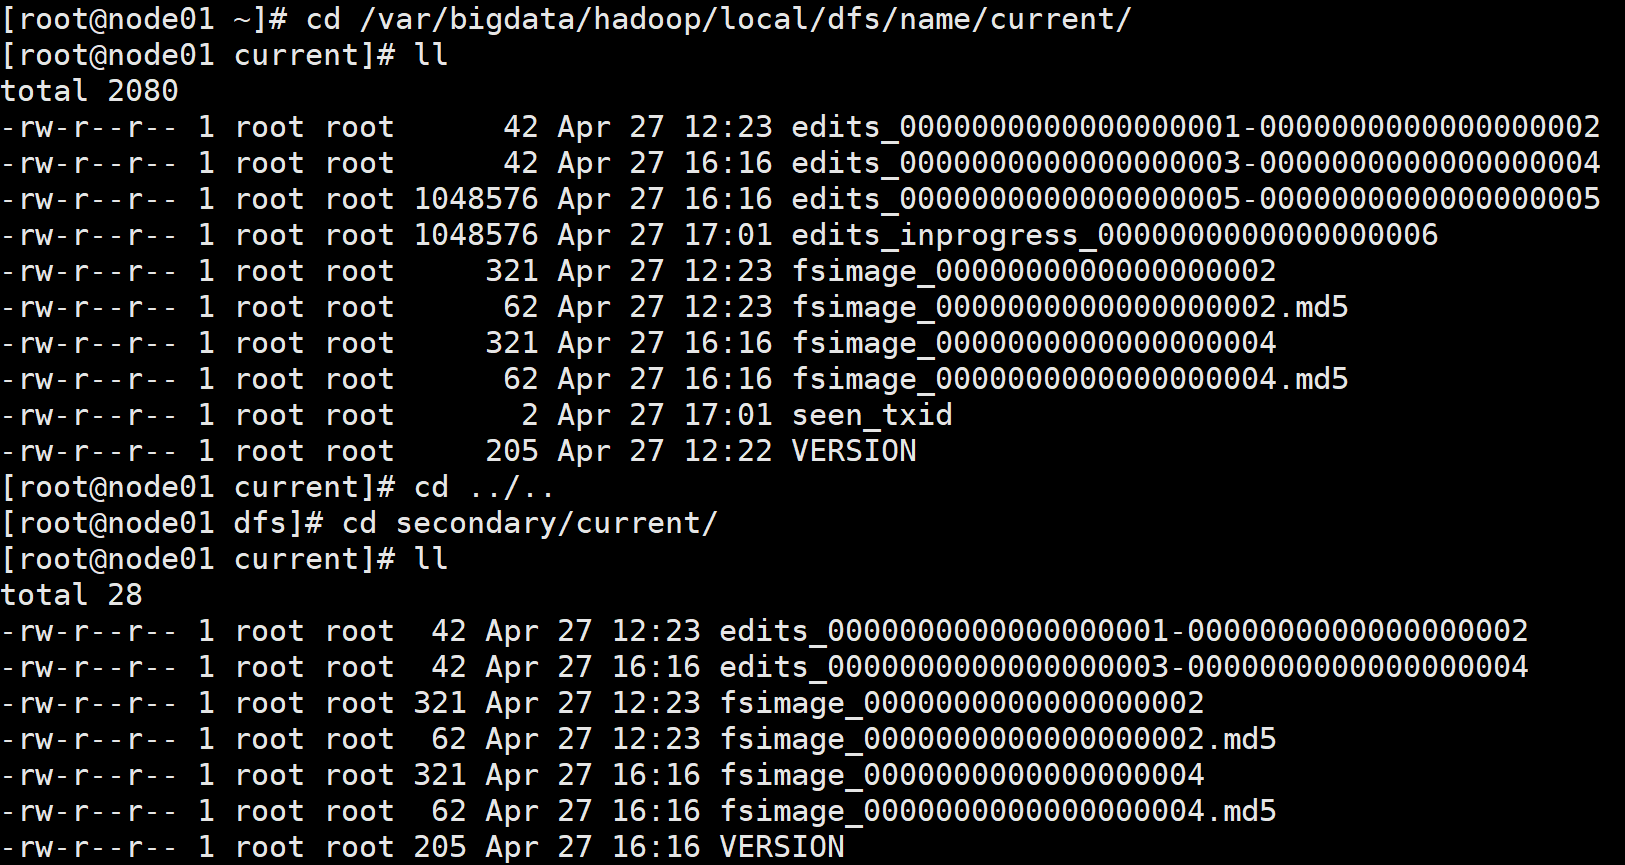 [root@node01 ~]# cd /var/bigdata/hadoop/local/dfs/name/current/
[root@node01 current]# ll
total 2080
-rw-r--r-- 1 root root      42 Apr 27 12:23 edits_0000000000000000001-0000000000000000002
-rw-r--r-- 1 root root      42 Apr 27 16:16 edits_0000000000000000003-0000000000000000004
-rw-r--r-- 1 root root 1048576 Apr 27 16:16 edits_0000000000000000005-0000000000000000005
-rw-r--r-- 1 root root 1048576 Apr 27 17:01 edits_inprogress_0000000000000000006
-rw-r--r-- 1 root root     321 Apr 27 12:23 fsimage_0000000000000000002
-rw-r--r-- 1 root root      62 Apr 27 12:23 fsimage_0000000000000000002.md5
-rw-r--r-- 1 root root     321 Apr 27 16:16 fsimage_0000000000000000004
-rw-r--r-- 1 root root      62 Apr 27 16:16 fsimage_0000000000000000004.md5
-rw-r--r-- 1 root root       2 Apr 27 17:01 seen_txid
-rw-r--r-- 1 root root     205 Apr 27 12:22 VERSION
[root@node01 current]# cd ../..
[root@node01 dfs]# cd secondary/current/
[root@node01 current]# ll
total 28
-rw-r--r-- 1 root root  42 Apr 27 12:23 edits_0000000000000000001-0000000000000000002
-rw-r--r-- 1 root root  42 Apr 27 16:16 edits_0000000000000000003-0000000000000000004
-rw-r--r-- 1 root root 321 Apr 27 12:23 fsimage_0000000000000000002
-rw-r--r-- 1 root root  62 Apr 27 12:23 fsimage_0000000000000000002.md5
-rw-r--r-- 1 root root 321 Apr 27 16:16 fsimage_0000000000000000004
-rw-r--r-- 1 root root  62 Apr 27 16:16 fsimage_0000000000000000004.md5
-rw-r--r-- 1 root root 205 Apr 27 16:16 VERSION